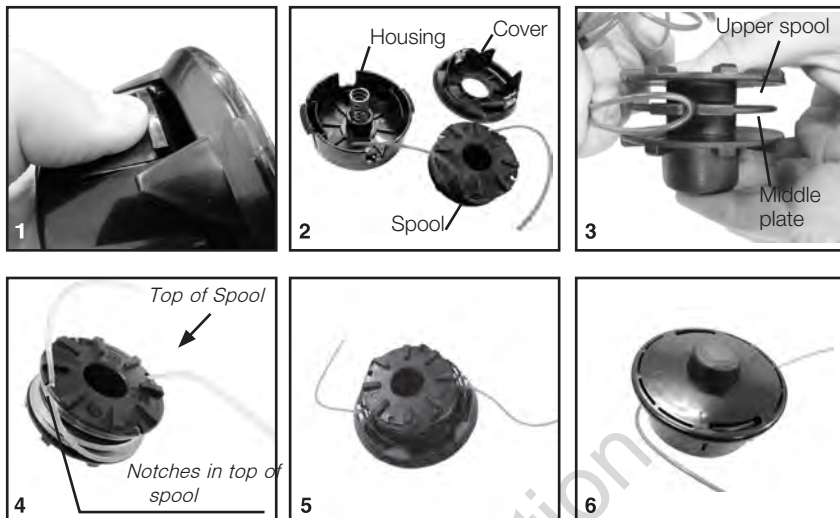 1
Housing
Cover
Spool
2
Upper spool
Middle
plate
3
Top of Spool
Notches in top of
spool
4
5
6